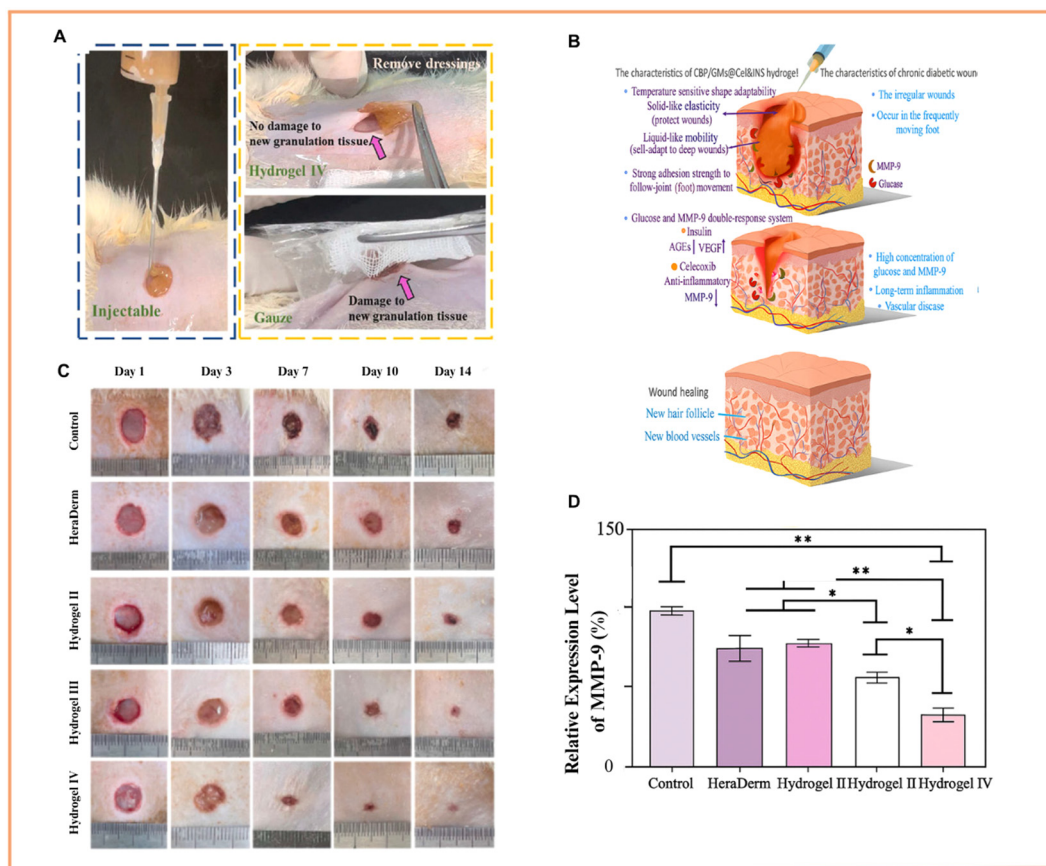 A
Remove dressings
No damage to
new granulation tissue
Hydrogel IV
Injectable
Damage to
new granulation tissue
Gauze
B
The characteristics of CBP/GMs@Cel&INS hydrogel
The characteristics of chronic diabetic woun
Temperature sensitive shape adaptability
Solid-like elasticity
(protect wounds)
Liquid-like mobility
(sell-adapt to deep wounds)
Strong adhesion strength to
follow-joint (foot) movement
The irregular wounds
Occur in the frequently
moving foot
MMP-9
Glucase
Glucose and MMP-9 double-response system
Insulin
AGEs VEGF
Celecoxib
Anti-inflammatory
MMP-9
High concentration of
glucose and MMP-9
Long-term inflammation
Vascular disease
Wound healing
New hair follicle
New blood vessels
C
Day 1 Day 3 Day 7 Day 10 Day 14
Control
HeraDerm
Hydrogel II
Hydrogel III
Hydrogel IV
D
Relative Expression Level
of MMP-9 (%)
150
0
**
**
*
*
Control HeraDerm Hydrogel II Hydrogel II Hydrogel IV